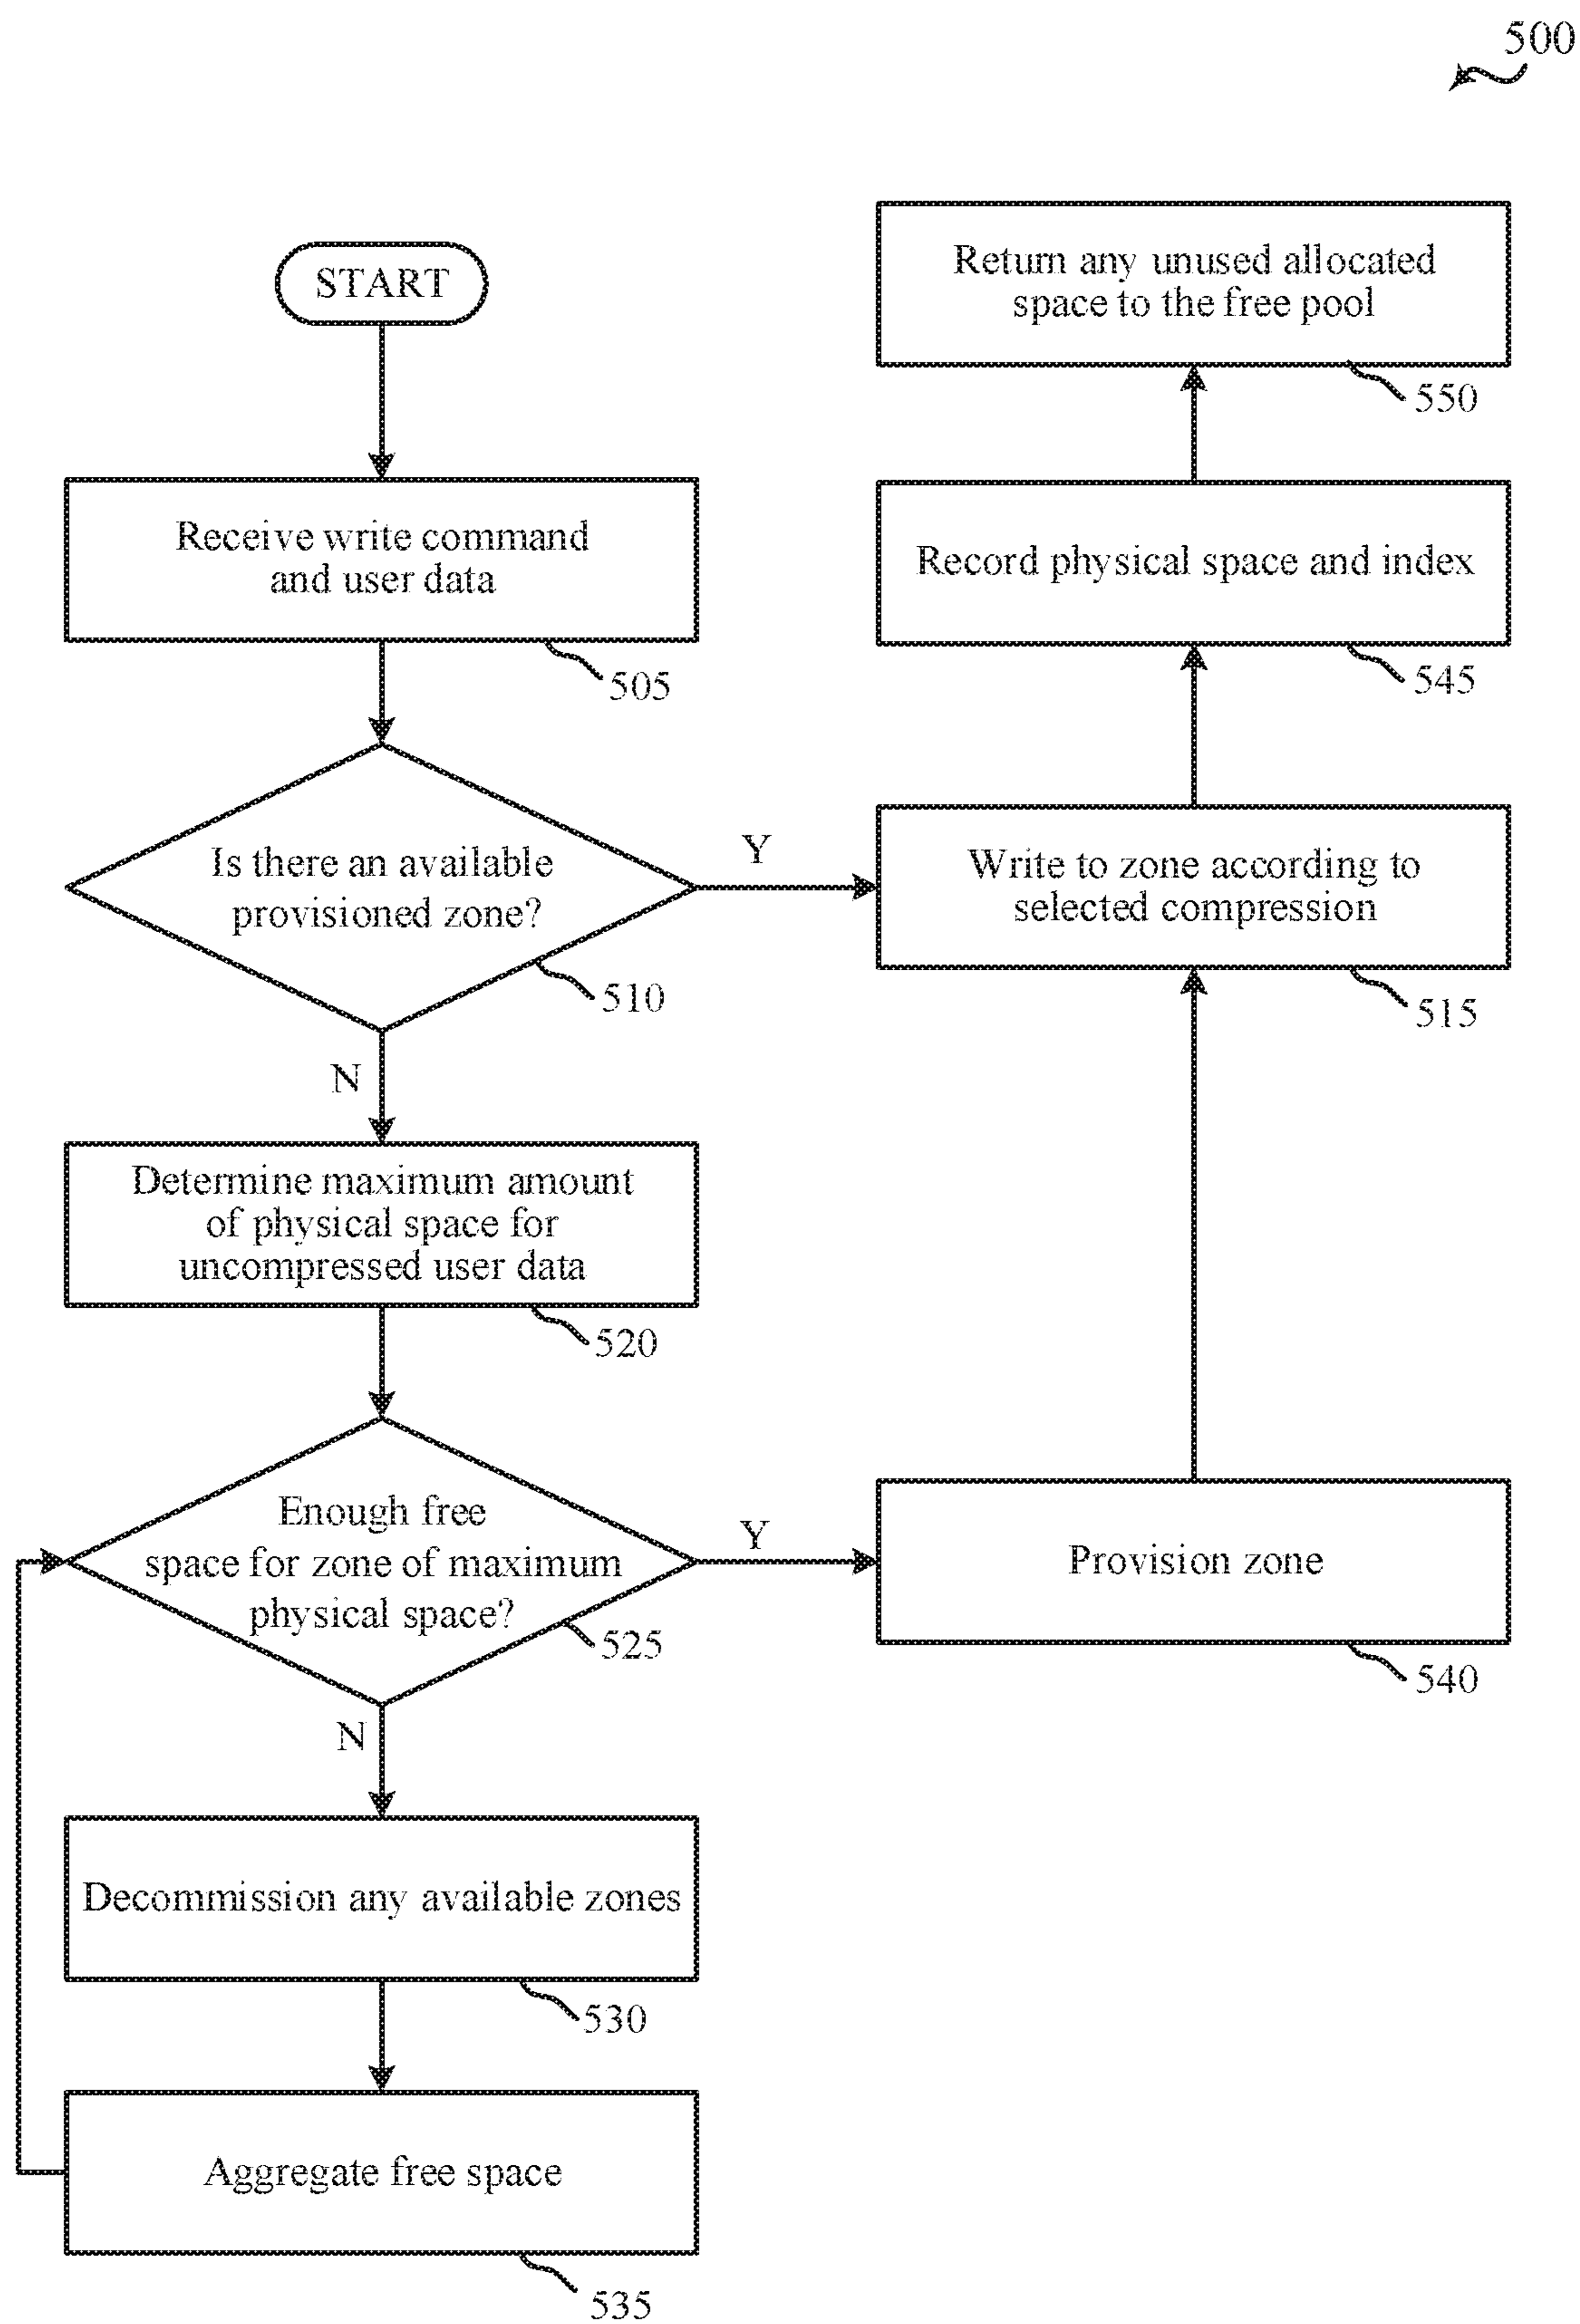 500
START
Receive write command
and user data
505
Is there an available
provisioned zone?
510
Y
N
Determine maximum amount
of physical space for
uncompressed user data
520
Enough free
space for zone of maximum
physical space?
525
Y
N
Decommission any available zones
530
Aggregate free space
535
Provision zone
540
Write to zone according to
selected compression
515
Record physical space and index
545
Return any unused allocated
space to the free pool
550